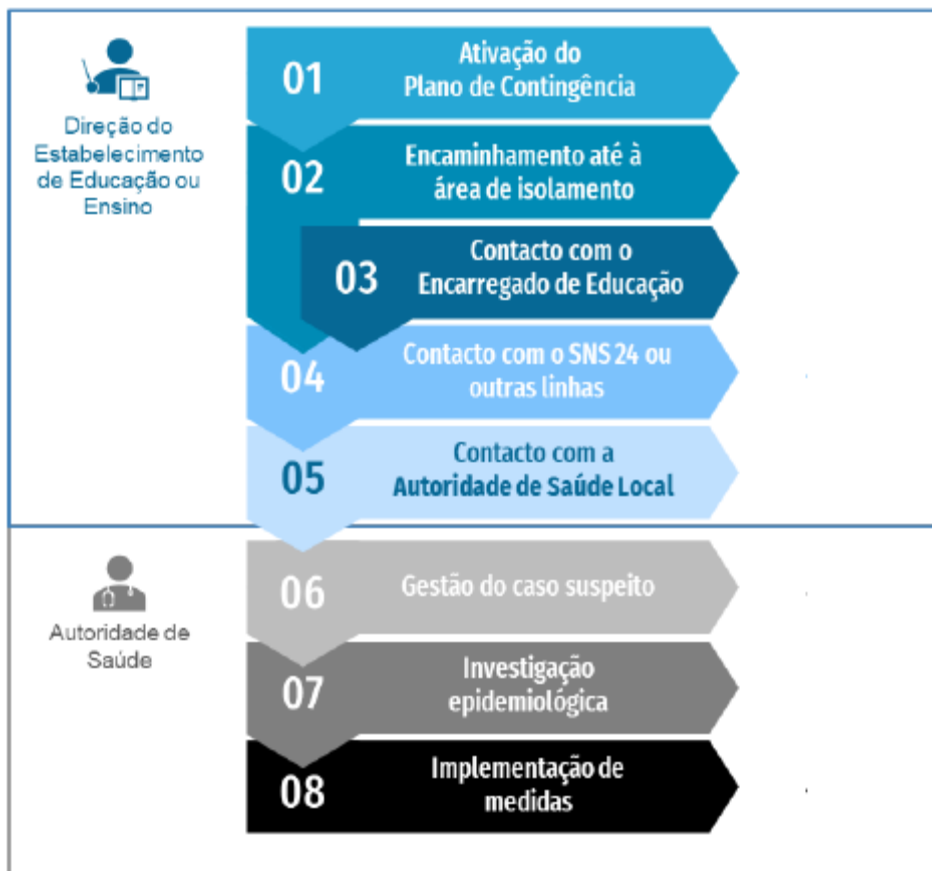 Direção do
Estabelecimento
de Educação ou
Ensino
01
Ativação do
Plano de Contingência
02
Encaminhamento até à
área de isolamento
03
Contacto com o
Encarregado de Educação
04
Contacto com o SNS 24 ou
outras linhas
05
Contacto com a
Autoridade de Saúde Local
Autoridade de
Saúde
06
Gestão do caso suspeito
07
Investigação
epidemiológica
08
Implementação de
medidas